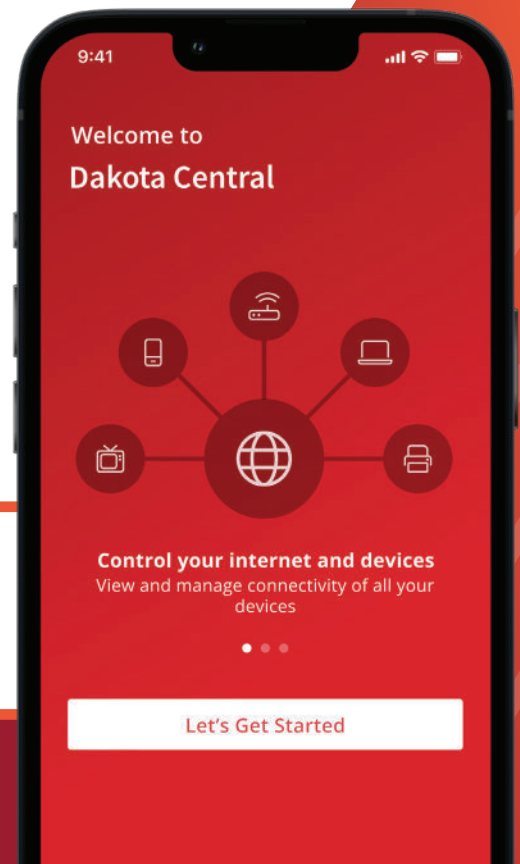 9:41
Welcome to
Dakota Central
Control your internet and devices
View and manage connectivity of all your
devices
Let's Get Started